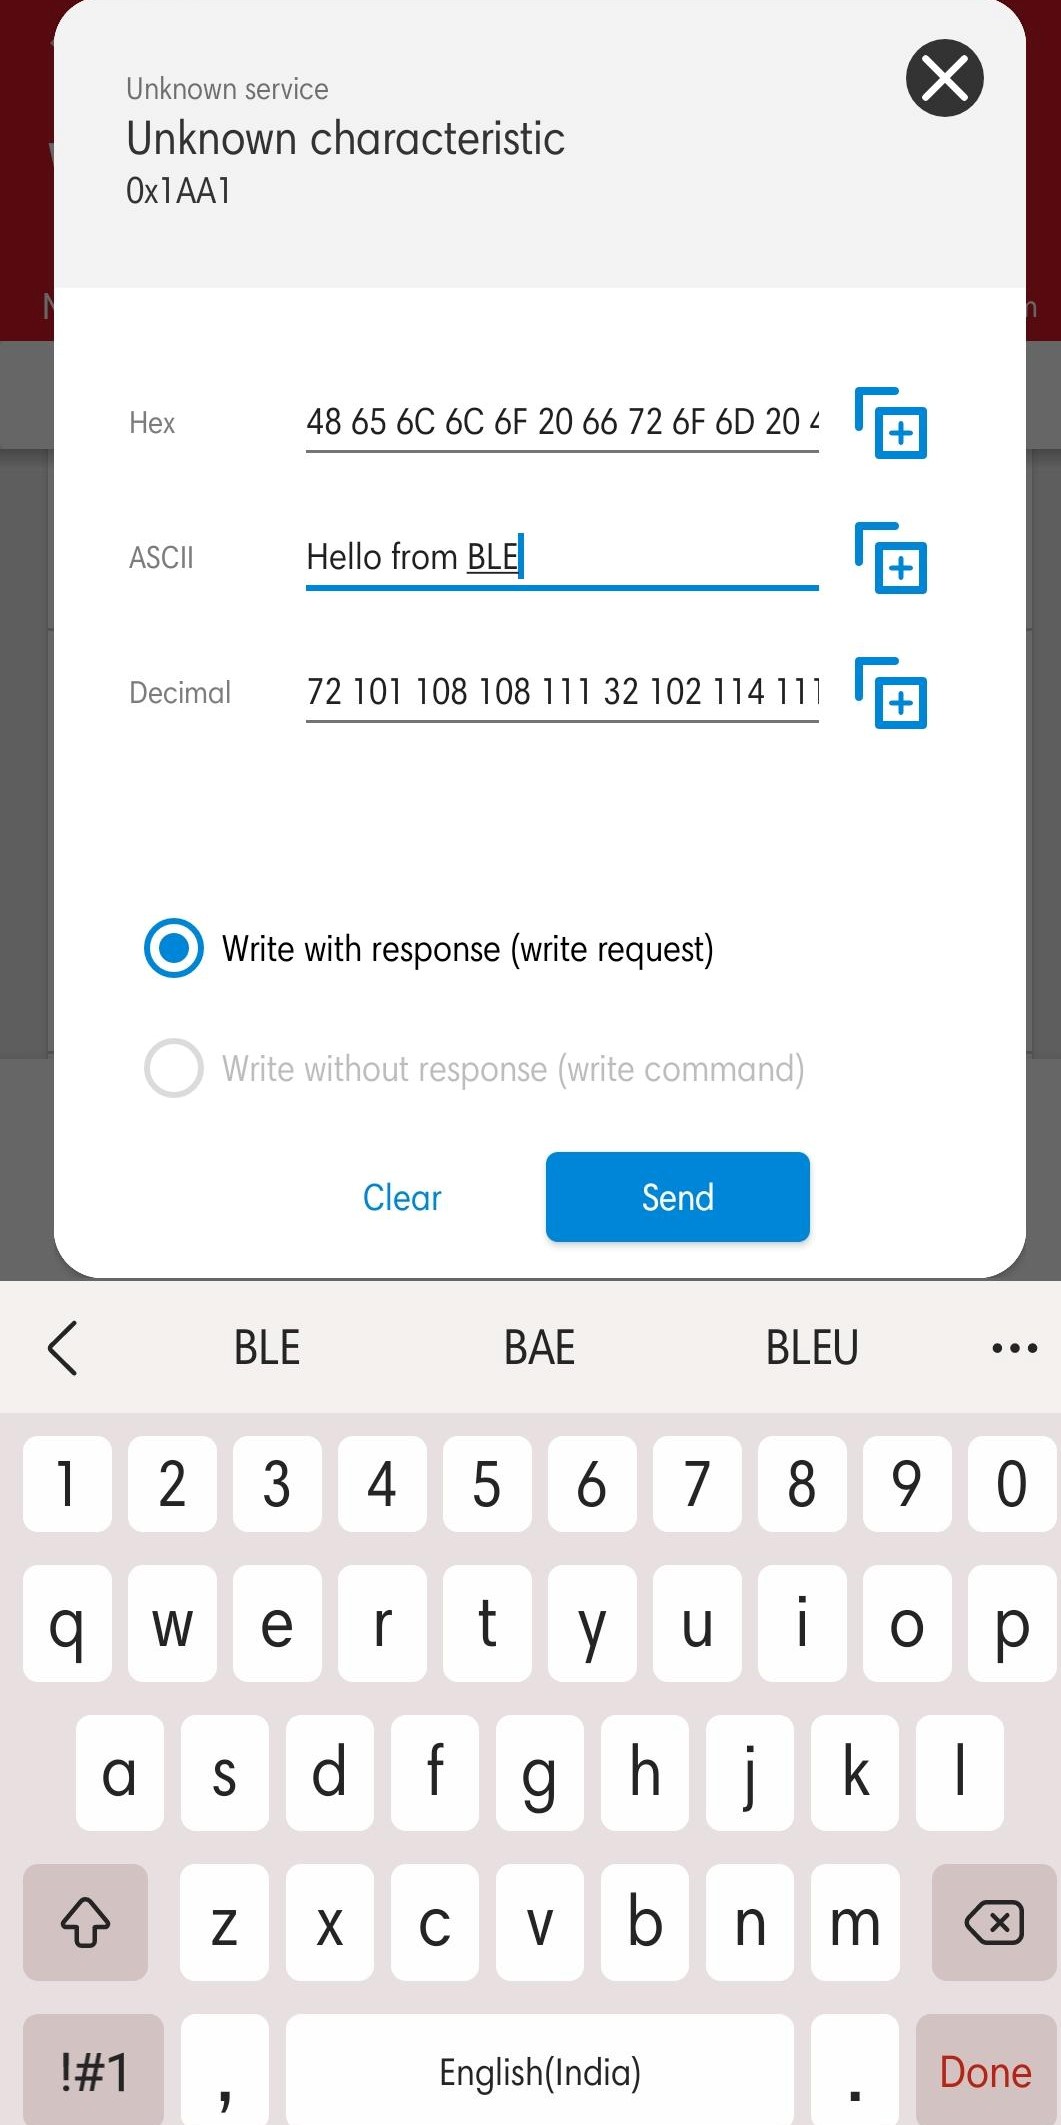 Unknown service
Unknown characteristic
0x1AA1
Hex 48 65 6C 6C 6F 20 66 72 6F 6D 20
ASCII Hello from BLE
Decimal 72 101 108 108 111 32 102 114 111
Write with response (write request)
Write without response (write command)
Clear Send
BLE BAE BLEU
1 2 3 4 5 6 7 8 9 0
q w e r t y u i o p
a s d f g h j k l
z x c v b n m
!#1 , English(India) . Done